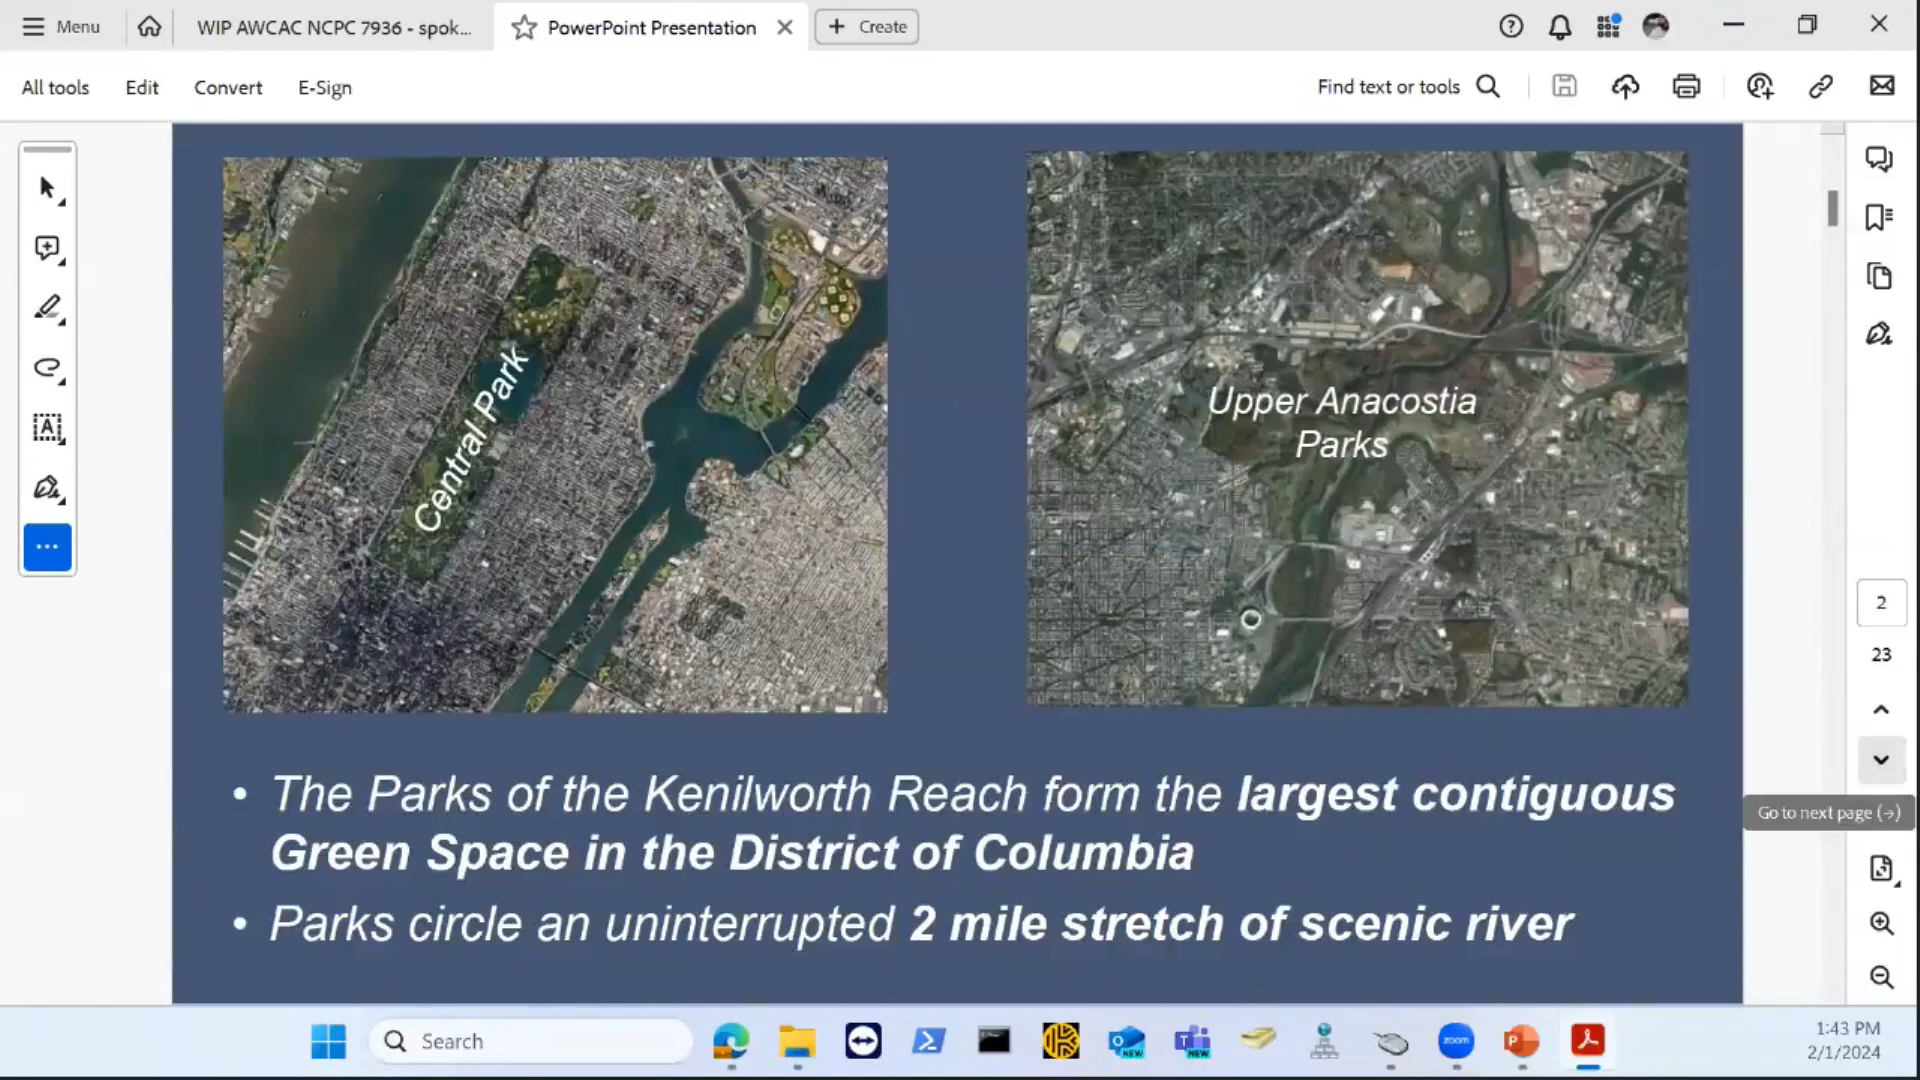 Menu
WIP AWCAC NCPC 7936 - spok...
PowerPoint Presentation
Create
All tools
Edit
Convert
E-Sign
Find text or tools
Central Park
Upper Anacostia
Parks
2
23
Go to next page (→)
• The Parks of the Kenilworth Reach form the largest contiguous
Green Space in the District of Columbia
• Parks circle an uninterrupted 2 mile stretch of scenic river
Search
NEW
NEW
zoom
1:43 PM
2/1/2024